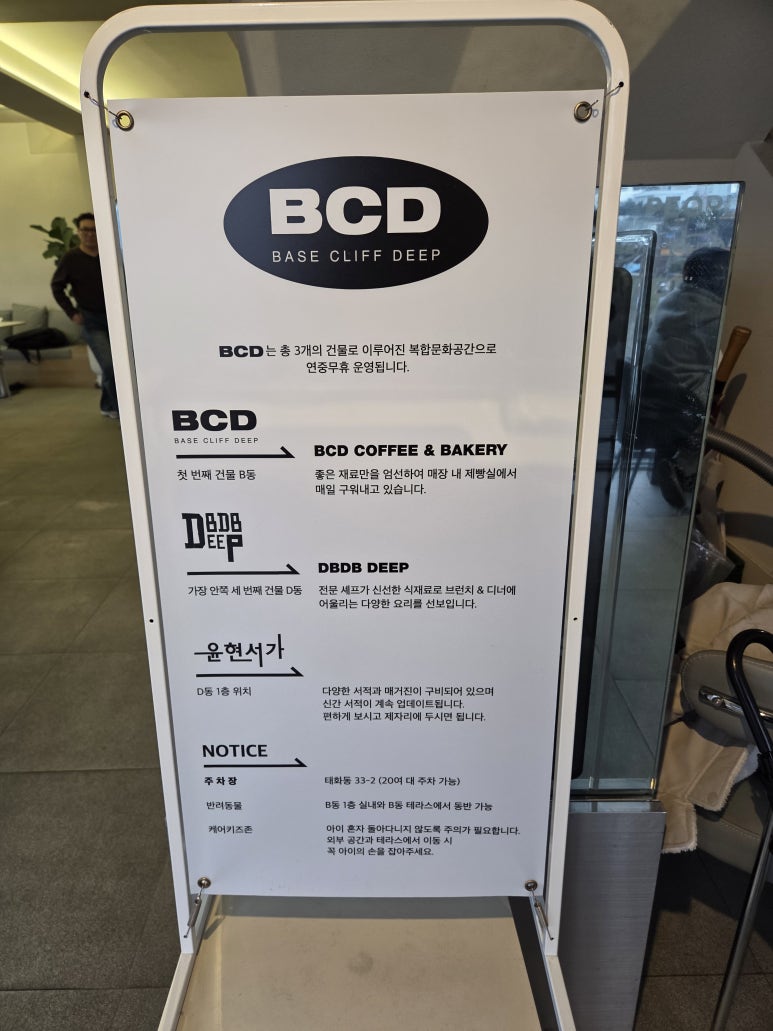 BCD
BASE CLIFF DEEP
BCD는 총 3개의 건물로 이루어진 복합문화공간으로
연중무휴 운영됩니다.
BCD
BASE CLIFF DEEP
첫 번째 건물 B동
BCD COFFEE & BAKERY
좋은 재료만을 엄선하여 매장 내 제빵실에서
매일 구워내고 있습니다.
DBDB
DEEP
가장 안쪽 세 번째 건물 D동
DBDB DEEP
전문 셰프가 신선한 식재료로 브런치 & 디너에
어울리는 다양한 요리를 선보입니다.
윤현서가
D동 1층 위치
다양한 서적과 매거진이 구비되어 있으며
신간 서적이 계속 업데이트됩니다.
편하게 보시고 제자리에 두시면 됩니다.
NOTICE
주차장
태화동 33-2 (20여 대 주차 가능)
반려동물
B동 1층 실내와 B동 테라스에서 동반 가능
케어키즈존
아이 혼자 돌아다니지 않도록 주의가 필요합니다.
외부 공간과 테라스에서 이동 시
꼭 아이의 손을 잡아주세요.